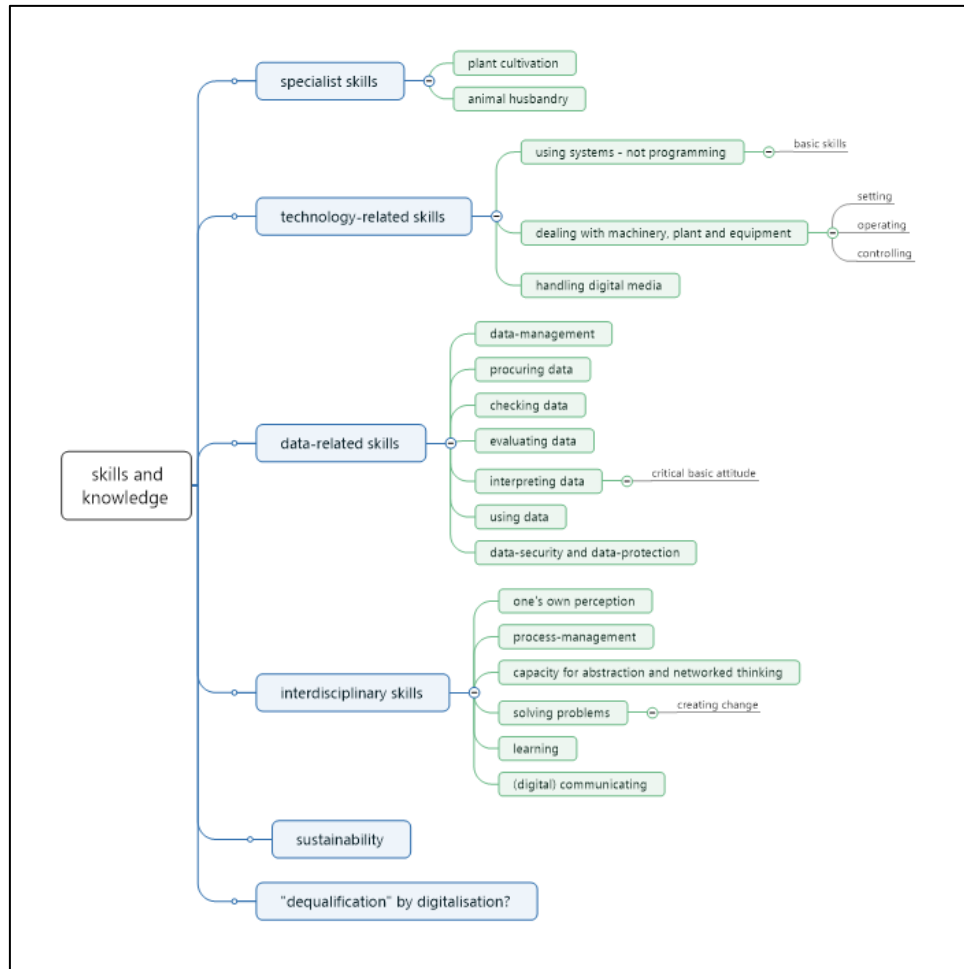 skills and
knowledge
specialist skills
plant cultivation
animal husbandry
technology-related skills
using systems - not programming
basic skills
dealing with machinery, plant and equipment
setting
operating
controlling
handling digital media
data-related skills
data-management
procuring data
checking data
evaluating data
interpreting data
critical basic attitude
using data
data-security and data-protection
interdisciplinary skills
one's own perception
process-management
capacity for abstraction and networked thinking
solving problems
creating change
learning
(digital) communicating
sustainability
"dequalification" by digitalisation?